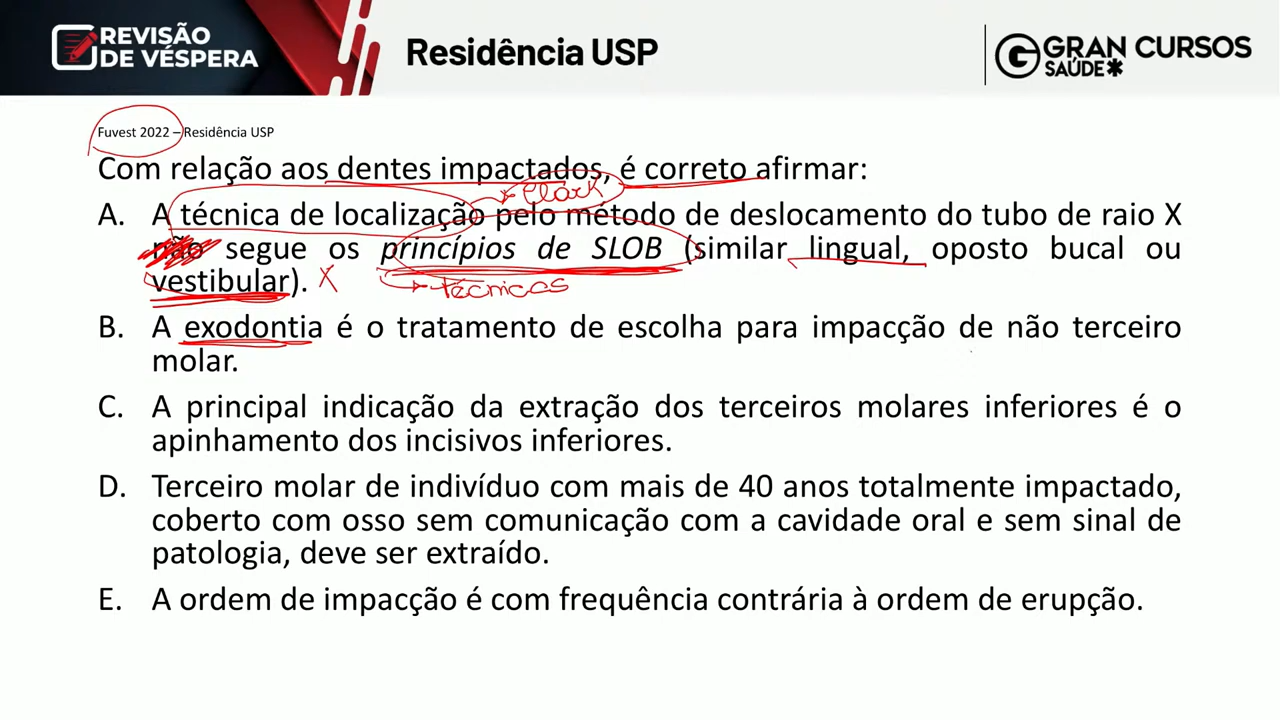 REVISÃO
DE VÉSPERA
Residência USP
GRAN CURSOS
SAÚDE
Fuvest 2022 – Residência USP
Com relação aos dentes impactados, é correto afirmar:
Clark
A. A técnica de localização pelo método de deslocamento do tubo de raio X
não segue os princípios de SLOB (similar lingual, oposto bucal ou
vestibular). X
técnicas
B. A exodontia é o tratamento de escolha para impacção de não terceiro
molar.
C. A principal indicação da extração dos terceiros molares inferiores é o
apinhamento dos incisivos inferiores.
D. Terceiro molar de indivíduo com mais de 40 anos totalmente impactado,
coberto com osso sem comunicação com a cavidade oral e sem sinal de
patologia, deve ser extraído.
E. A ordem de impacção é com frequência contrária à ordem de erupção.